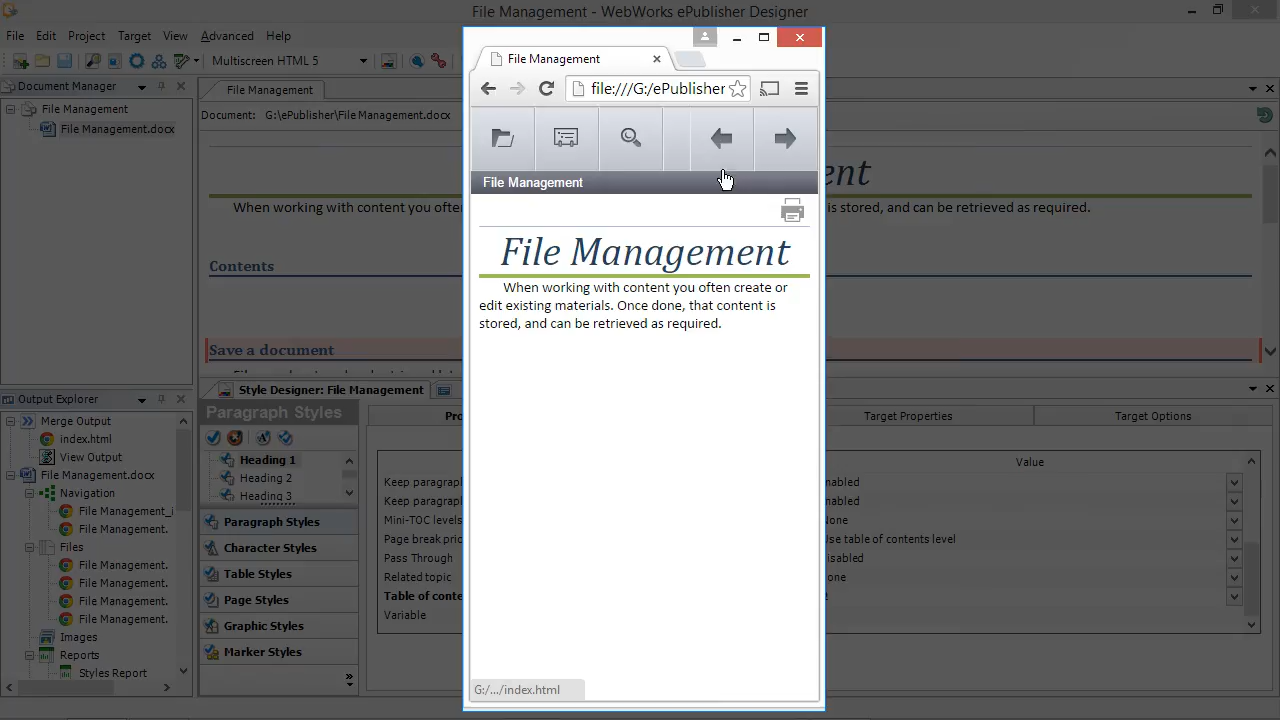 File Management - WebWorks ePublisher Designer
File Edit Project Target View Advanced Help
Multiscreen HTML 5
Document Manager
File Management
File Management.docx
File Management
Document: G:\ePublisher\File Management.docx
ent
When working with content you ofte
is stored, and can be retrieved as required.
Contents
Save a document
File Management
file:///G:/ePublisher
File Management
File Management
When working with content you often create or
edit existing materials. Once done, that content is
stored, and can be retrieved as required.
G:/.../index.html
Output Explorer
Merge Output
index.html
View Output
File Management.docx
Navigation
File Management_i
File Management.
Files
File Management.
File Management.
File Management.
File Management.
Images
Reports
Styles Report
Style Designer: File Management
Paragraph Styles
Heading 1
Heading 2
Heading 3
Paragraph Styles
Character Styles
Table Styles
Page Styles
Graphic Styles
Marker Styles
Pro
Target Properties
Target Options
Value
Keep paragrap
nabled
Keep paragrap
nabled
Mini-TOC levels
None
Page break prio
Use table of contents level
Pass Through
isabled
Related topic
one
Table of conte
2
Variable